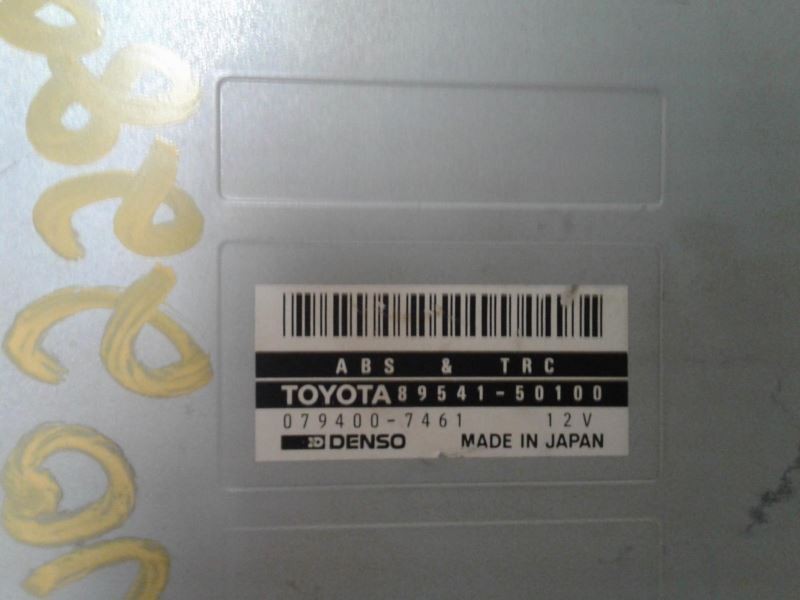 ABS & TRC
TOYOTA 89541-50100
079400-7461 12V
DENSO MADE IN JAPAN